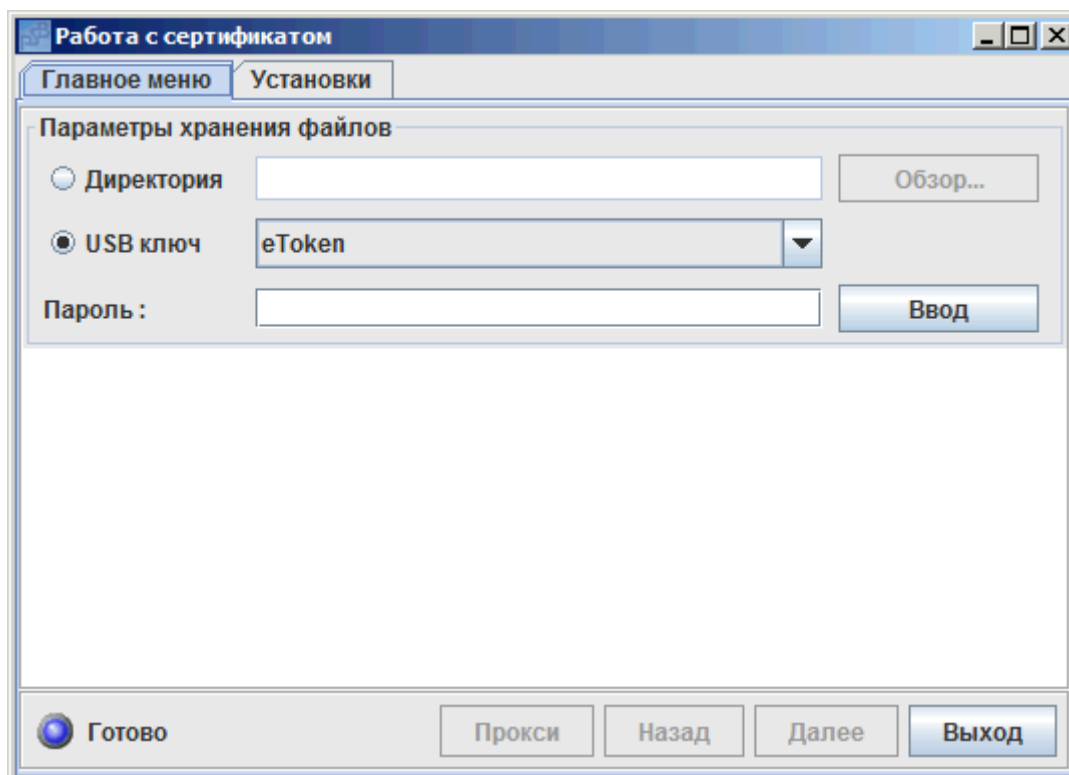 Работа с сертификатом
Главное меню Установки
Параметры хранения файлов
Директория Обзор...
USB ключ eToken
Пароль : Ввод
Готово Прокси Назад Далее Выход